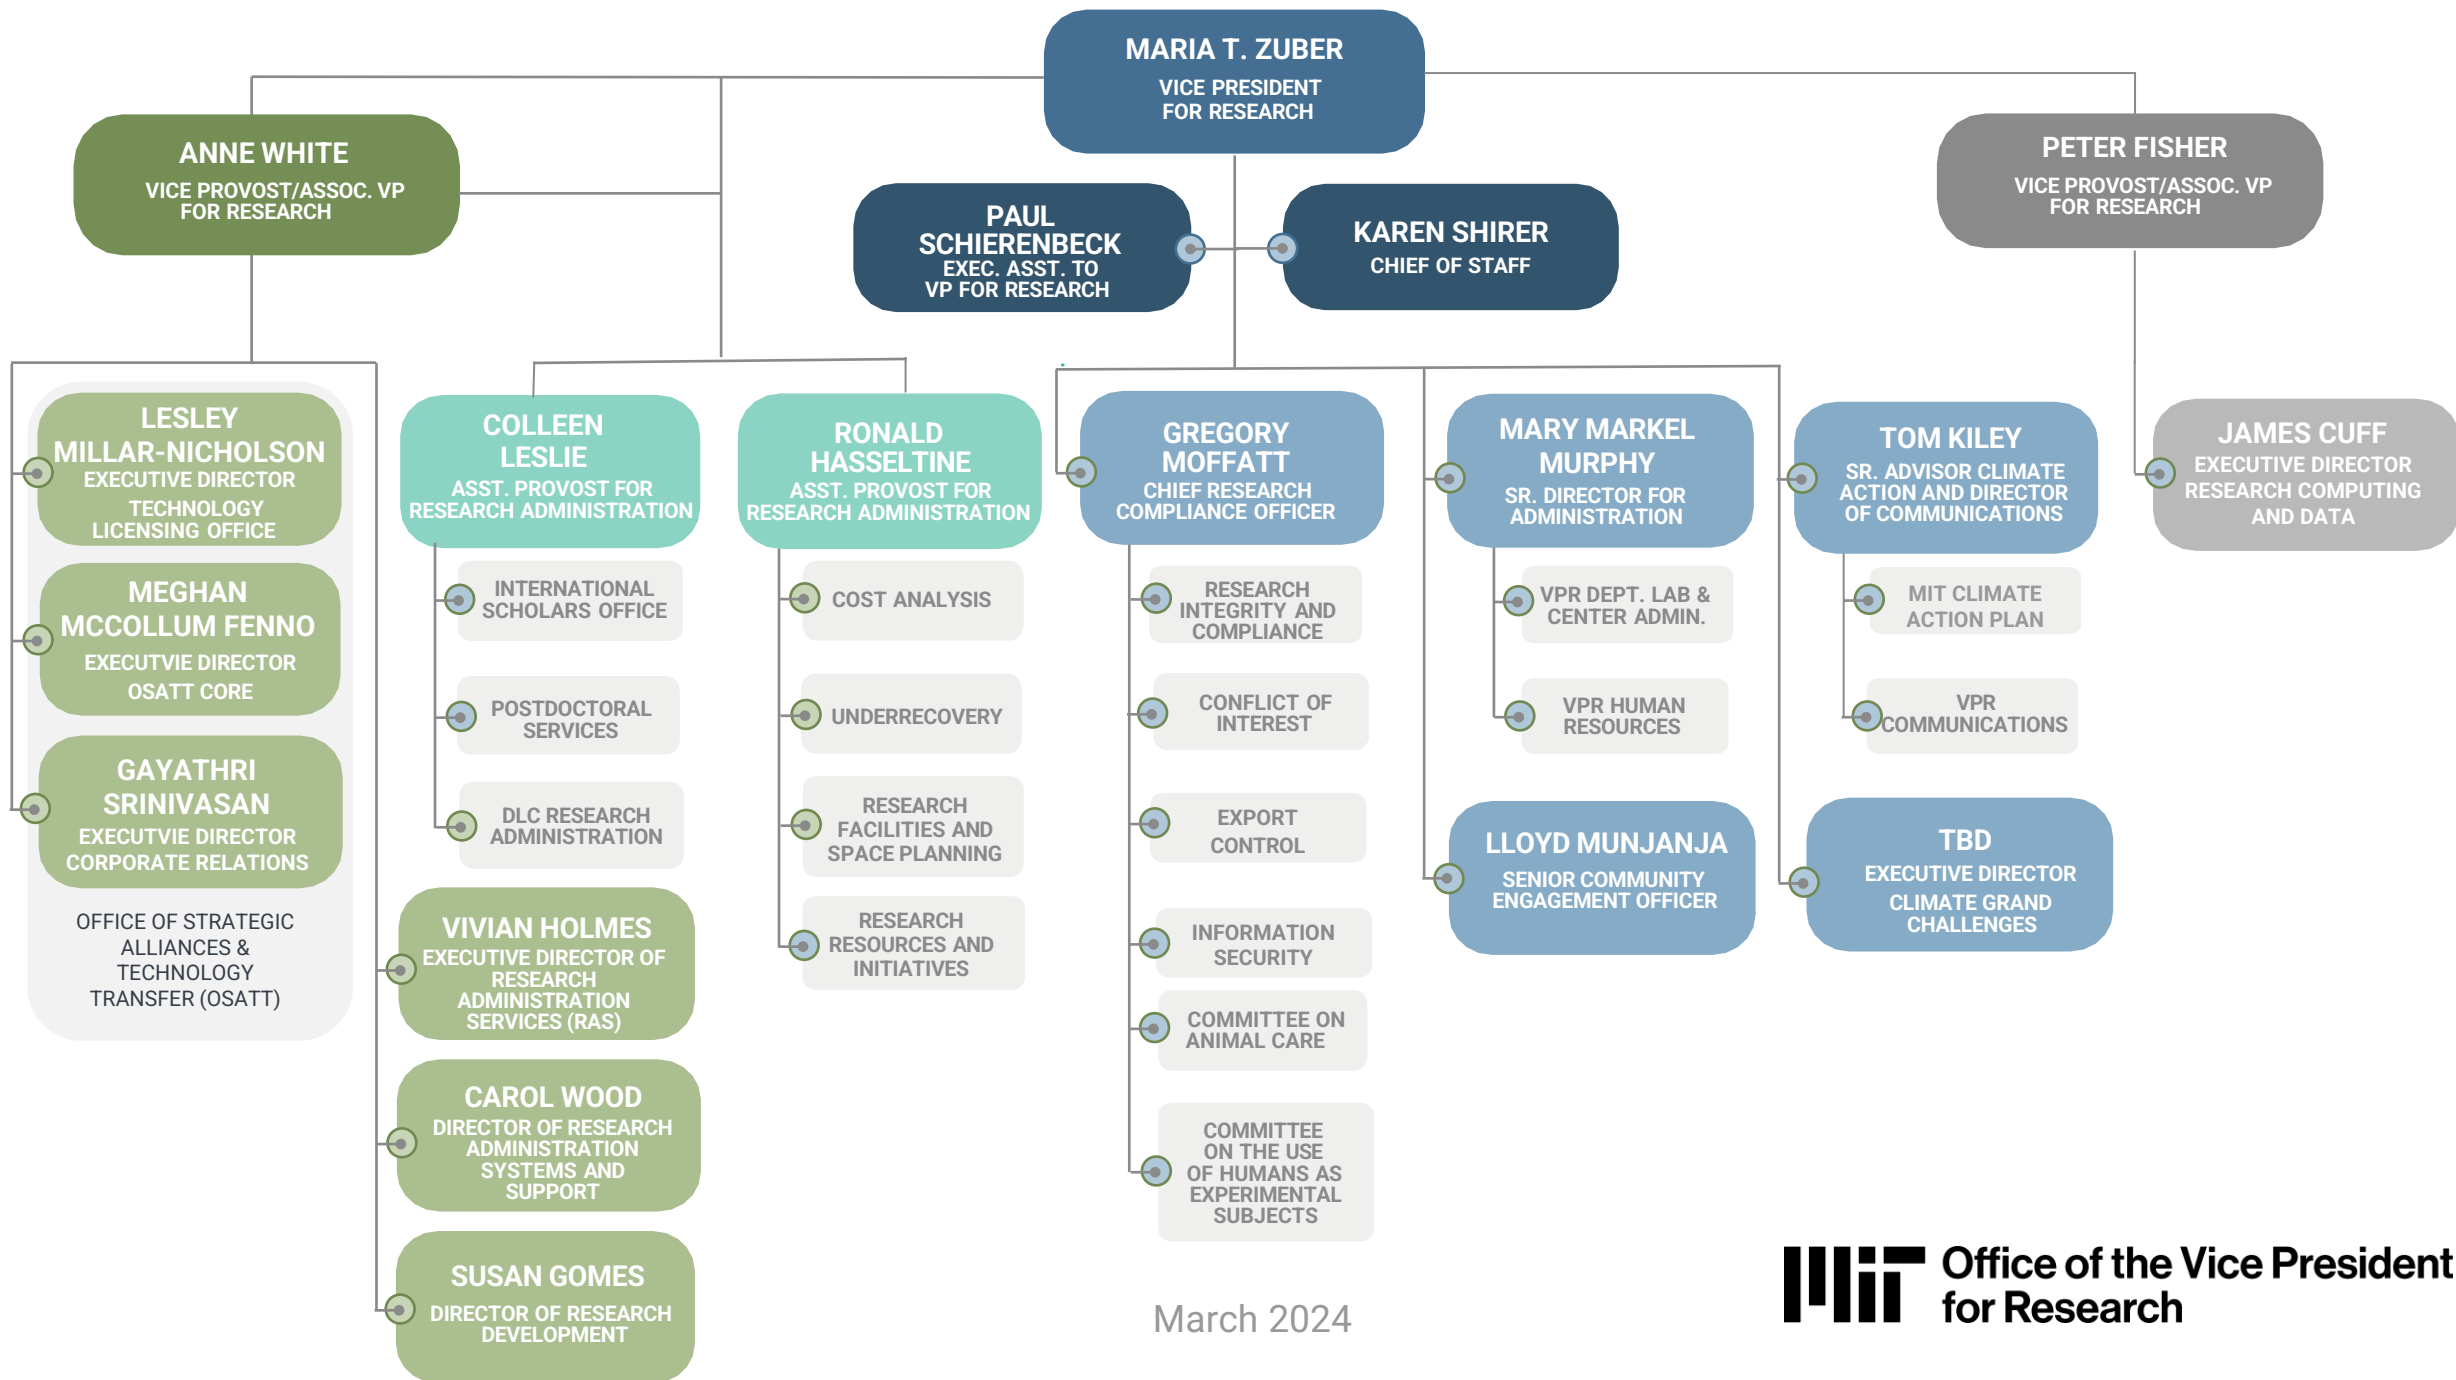 MARIA T. ZUBER
VICE PRESIDENT
FOR RESEARCH
ANNE WHITE
VICE PROVOST/ASSOC. VP
FOR RESEARCH
PETER FISHER
VICE PROVOST/ASSOC. VP
FOR RESEARCH
PAUL
SCHIERENBECK
EXEC. ASST. TO
VP FOR RESEARCH
KAREN SHIRER
CHIEF OF STAFF
LESLEY
MILLAR-NICHOLSON
EXECUTIVE DIRECTOR
TECHNOLOGY
LICENSING OFFICE
MEGHAN
MCCOLLUM FENNO
EXECUTVIE DIRECTOR
OSATT CORE
GAYATHRI
SRINIVASAN
EXECUTVIE DIRECTOR
CORPORATE RELATIONS
OFFICE OF STRATEGIC
ALLIANCES &
TECHNOLOGY
TRANSFER (OSATT)
COLLEEN
LESLIE
ASST. PROVOST FOR
RESEARCH ADMINISTRATION
INTERNATIONAL
SCHOLARS OFFICE
POSTDOCTORAL
SERVICES
DLC RESEARCH
ADMINISTRATION
VIVIAN HOLMES
EXECUTIVE DIRECTOR OF
RESEARCH
ADMINISTRATION
SERVICES (RAS)
CAROL WOOD
DIRECTOR OF RESEARCH
ADMINISTRATION
SYSTEMS AND
SUPPORT
SUSAN GOMES
DIRECTOR OF RESEARCH
DEVELOPMENT
RONALD
HASSELTINE
ASST. PROVOST FOR
RESEARCH ADMINISTRATION
COST ANALYSIS
UNDERRECOVERY
RESEARCH
FACILITIES AND
SPACE PLANNING
RESEARCH
RESOURCES AND
INITIATIVES
GREGORY
MOFFATT
CHIEF RESEARCH
COMPLIANCE OFFICER
RESEARCH
INTEGRITY AND
COMPLIANCE
CONFLICT OF
INTEREST
EXPORT
CONTROL
INFORMATION
SECURITY
COMMITTEE ON
ANIMAL CARE
COMMITTEE
ON THE USE
OF HUMANS AS
EXPERIMENTAL
SUBJECTS
MARY MARKEL
MURPHY
SR. DIRECTOR FOR
ADMINISTRATION
VPR DEPT. LAB &
CENTER ADMIN.
VPR HUMAN
RESOURCES
LLOYD MUNJANJA
SENIOR COMMUNITY
ENGAGEMENT OFFICER
TOM KILEY
SR. ADVISOR CLIMATE
ACTION AND DIRECTOR
OF COMMUNICATIONS
MIT CLIMATE
ACTION PLAN
VPR
COMMUNICATIONS
TBD
EXECUTIVE DIRECTOR
CLIMATE GRAND
CHALLENGES
JAMES CUFF
EXECUTIVE DIRECTOR
RESEARCH COMPUTING
AND DATA
March 2024
MIT Office of the Vice President
for Research